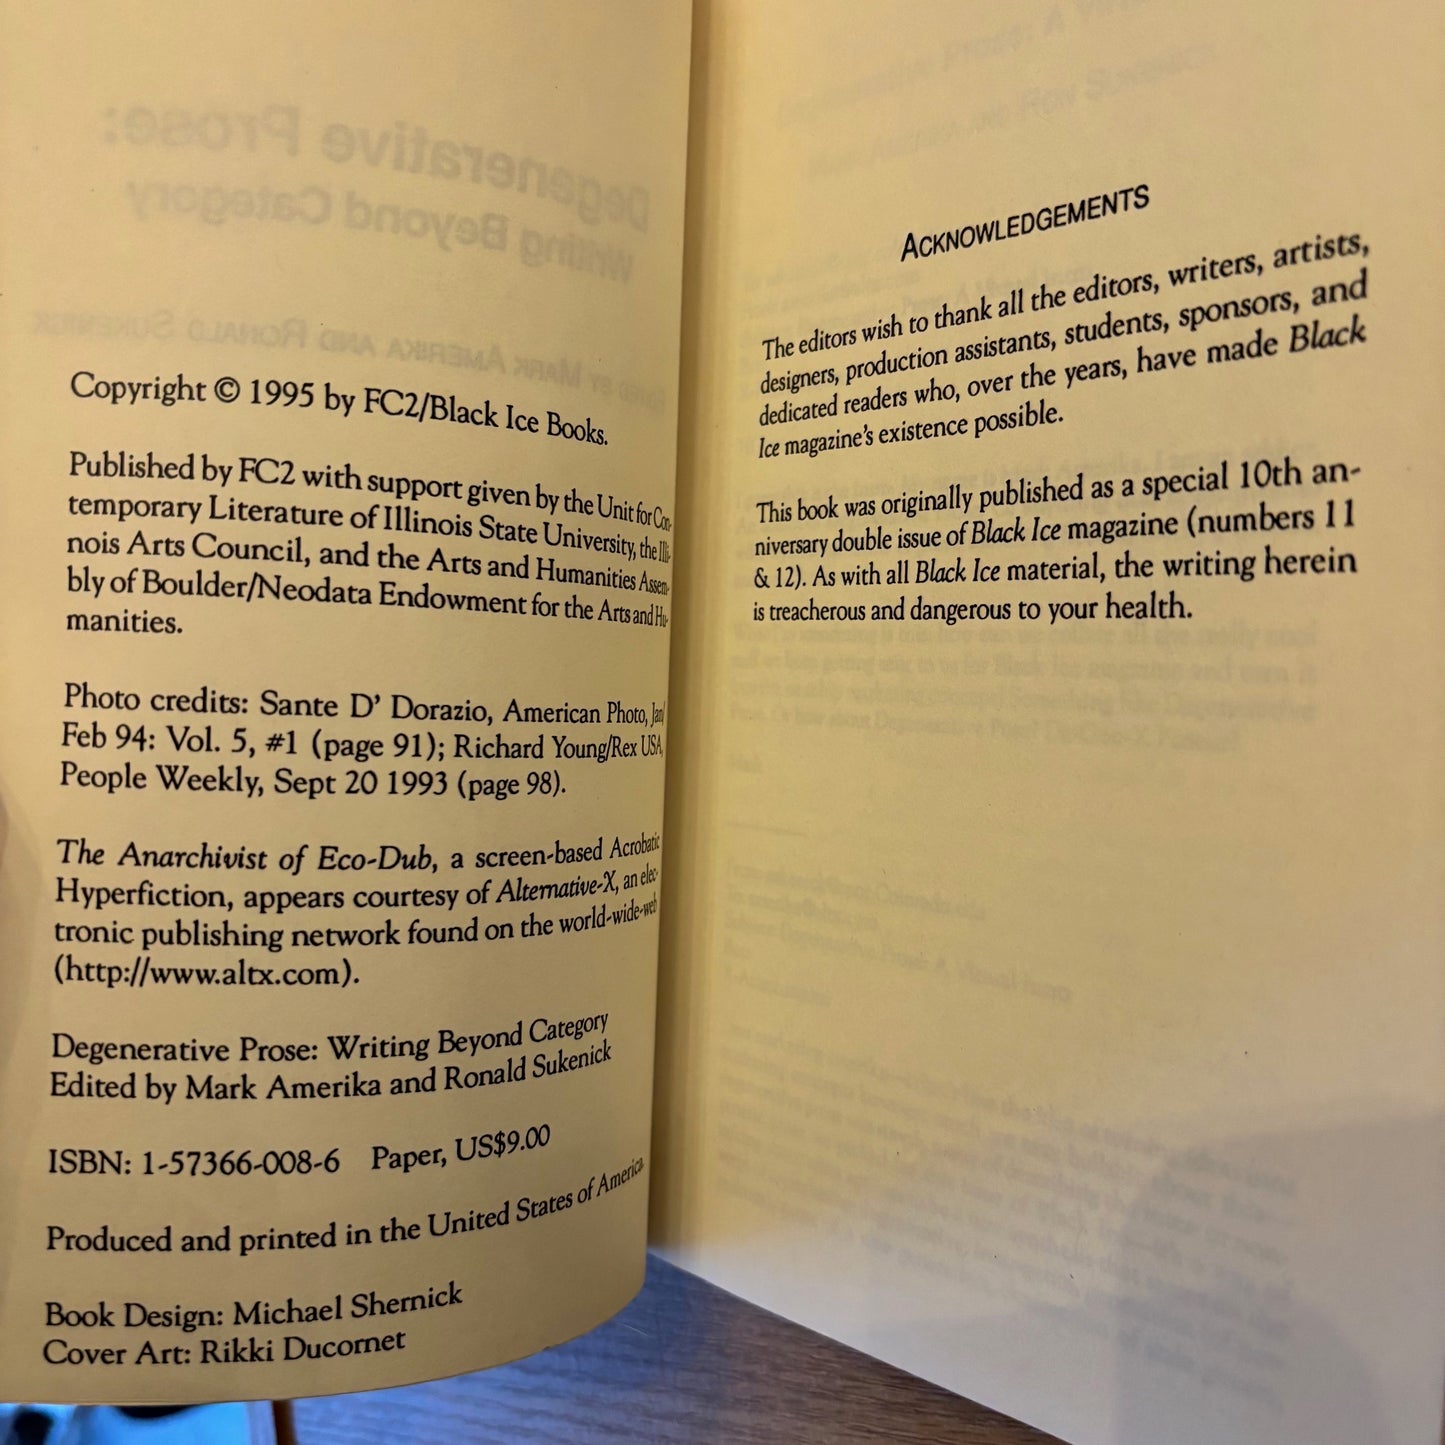 Copyright © 1995 by FC2/Black Ice Books.
Published by FC2 with support given by the Unit for Con-
temporary Literature of Illinois State University, the Illi-
nois Arts Council, and the Arts and Humanities Assem-
bly of Boulder/Neodata Endowment for the Arts and Hu-
manities.
Photo credits: Sante D' Dorazio, American Photo, Jan/
Feb 94: Vol. 5, #1 (page 91); Richard Young/Rex USA,
People Weekly, Sept 20 1993 (page 98).
The Anarchivist of Eco-Dub, a screen-based Acrobatic
Hyperfiction, appears courtesy of Alternative-X, an elec-
tronic publishing network found on the world-wide-web
(http://www.altx.com).
Degenerative Prose: Writing Beyond Category
Edited by Mark Amerika and Ronald Sukenick
ISBN: 1-57366-008-6 Paper, US$9.00
Produced and printed in the United States of America.
Book Design: Michael Shernick
Cover Art: Rikki Ducornet
ACKNOWLEDGEMENTS
The editors wish to thank all the editors, writers, artists,
designers, production assistants, students, sponsors, and
dedicated readers who, over the years, have made Black
Ice magazine's existence possible.
This book was originally published as a special 10th an-
niversary double issue of Black Ice magazine (numbers 11
& 12). As with all Black Ice material, the writing herein
is treacherous and dangerous to your health.